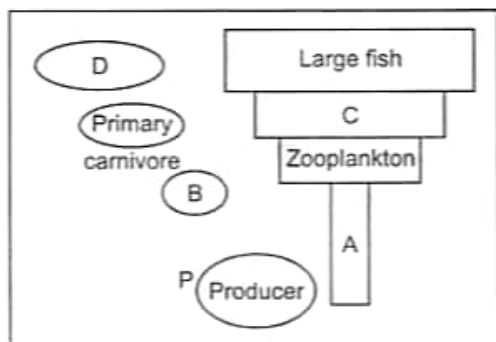 D
Large fish
Primary
carnivore
C
Zooplankton
B
A
P
Producer